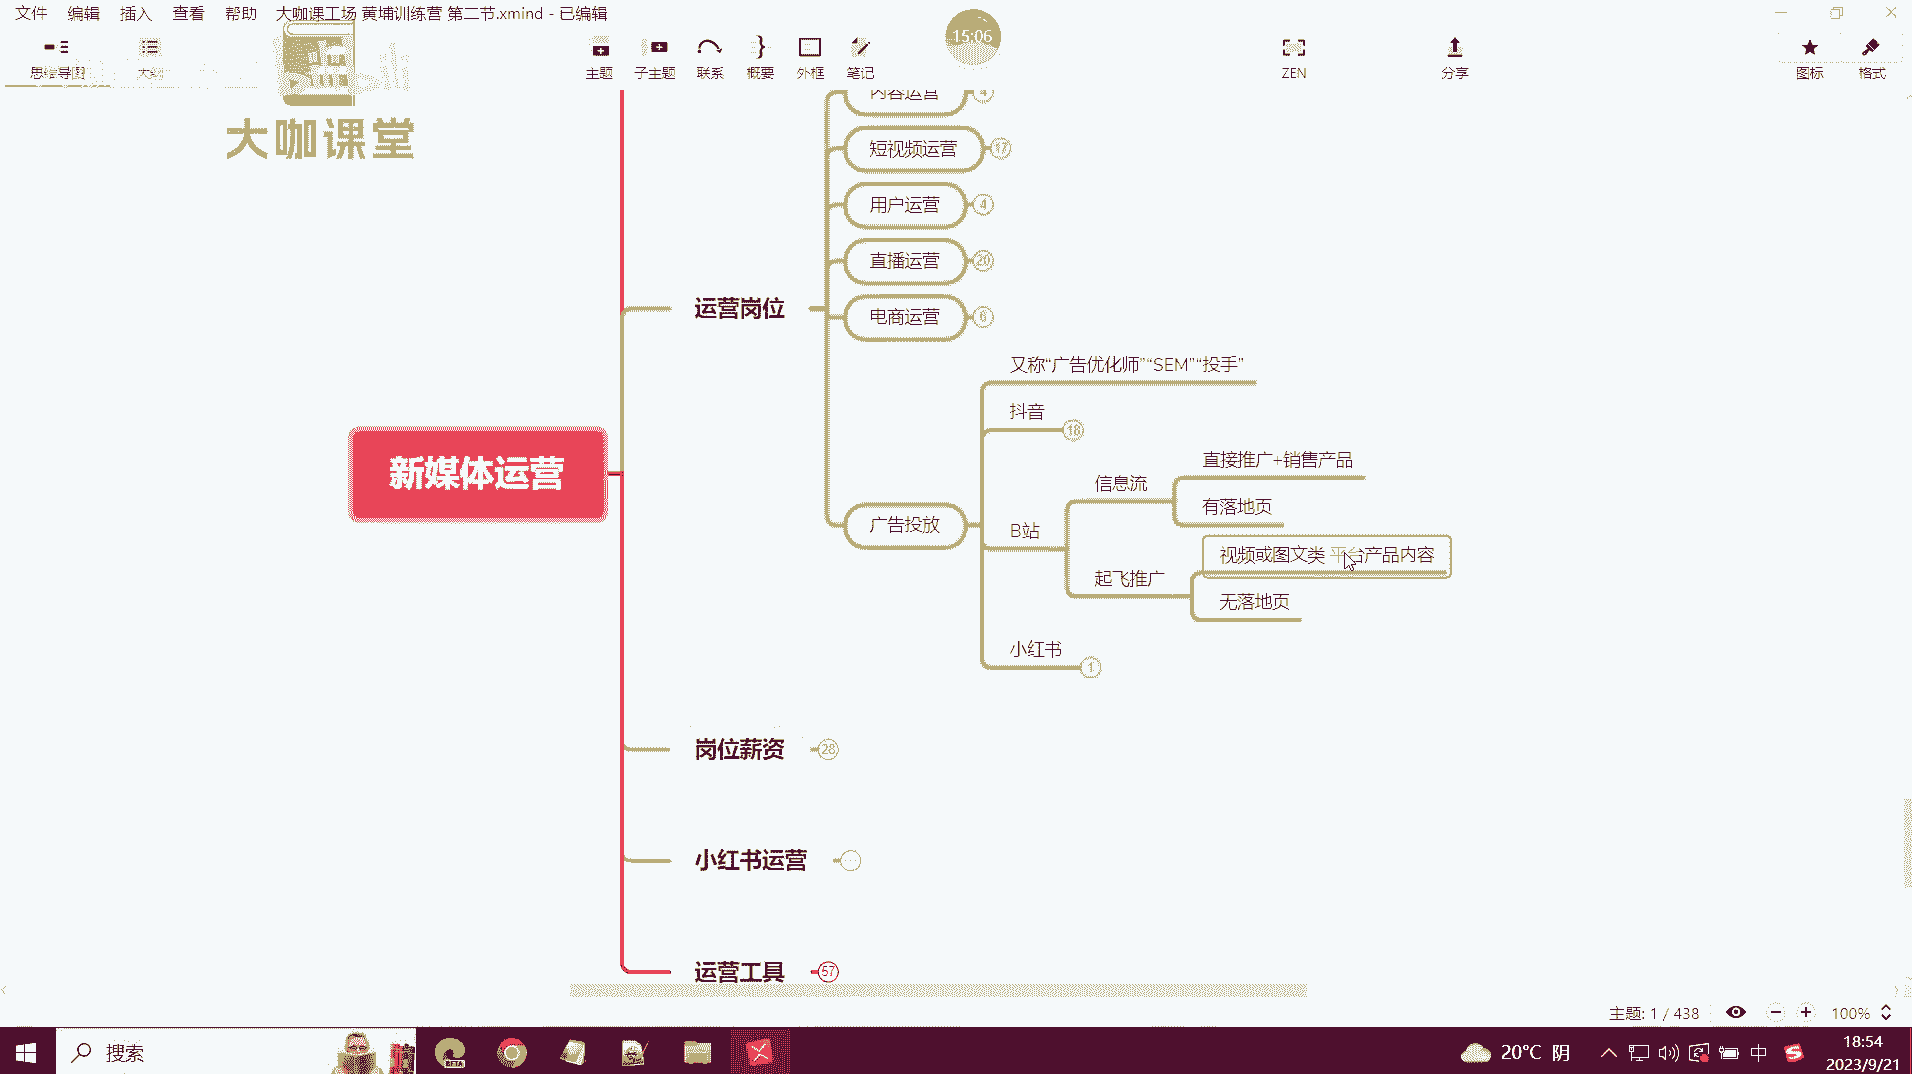 文件 编辑 插入 查看 帮助 大咖课工场 黄埔训练营 第二节.xmind - 已编辑
思维导图 大纲 主题 子主题 联系 概要 外框 笔记 15:06 ZEN 分享 图标 格式
大咖课堂
内容运营 4
短视频运营 17
用户运营 4
直播运营 20
电商运营 6
运营岗位
又称“广告优化师”“SEM”“投手”
抖音 18
直接推广+销售产品
信息流
有落地页
新媒体运营
广告投放
B站
视频或图文类 平台产品内容
起飞推广
无落地页
小红书 1
岗位薪资 28
小红书运营 ...
运营工具 57
主题: 1 / 438 100%
搜索 BETA 20°C 阴 中 18:54
2023/9/21